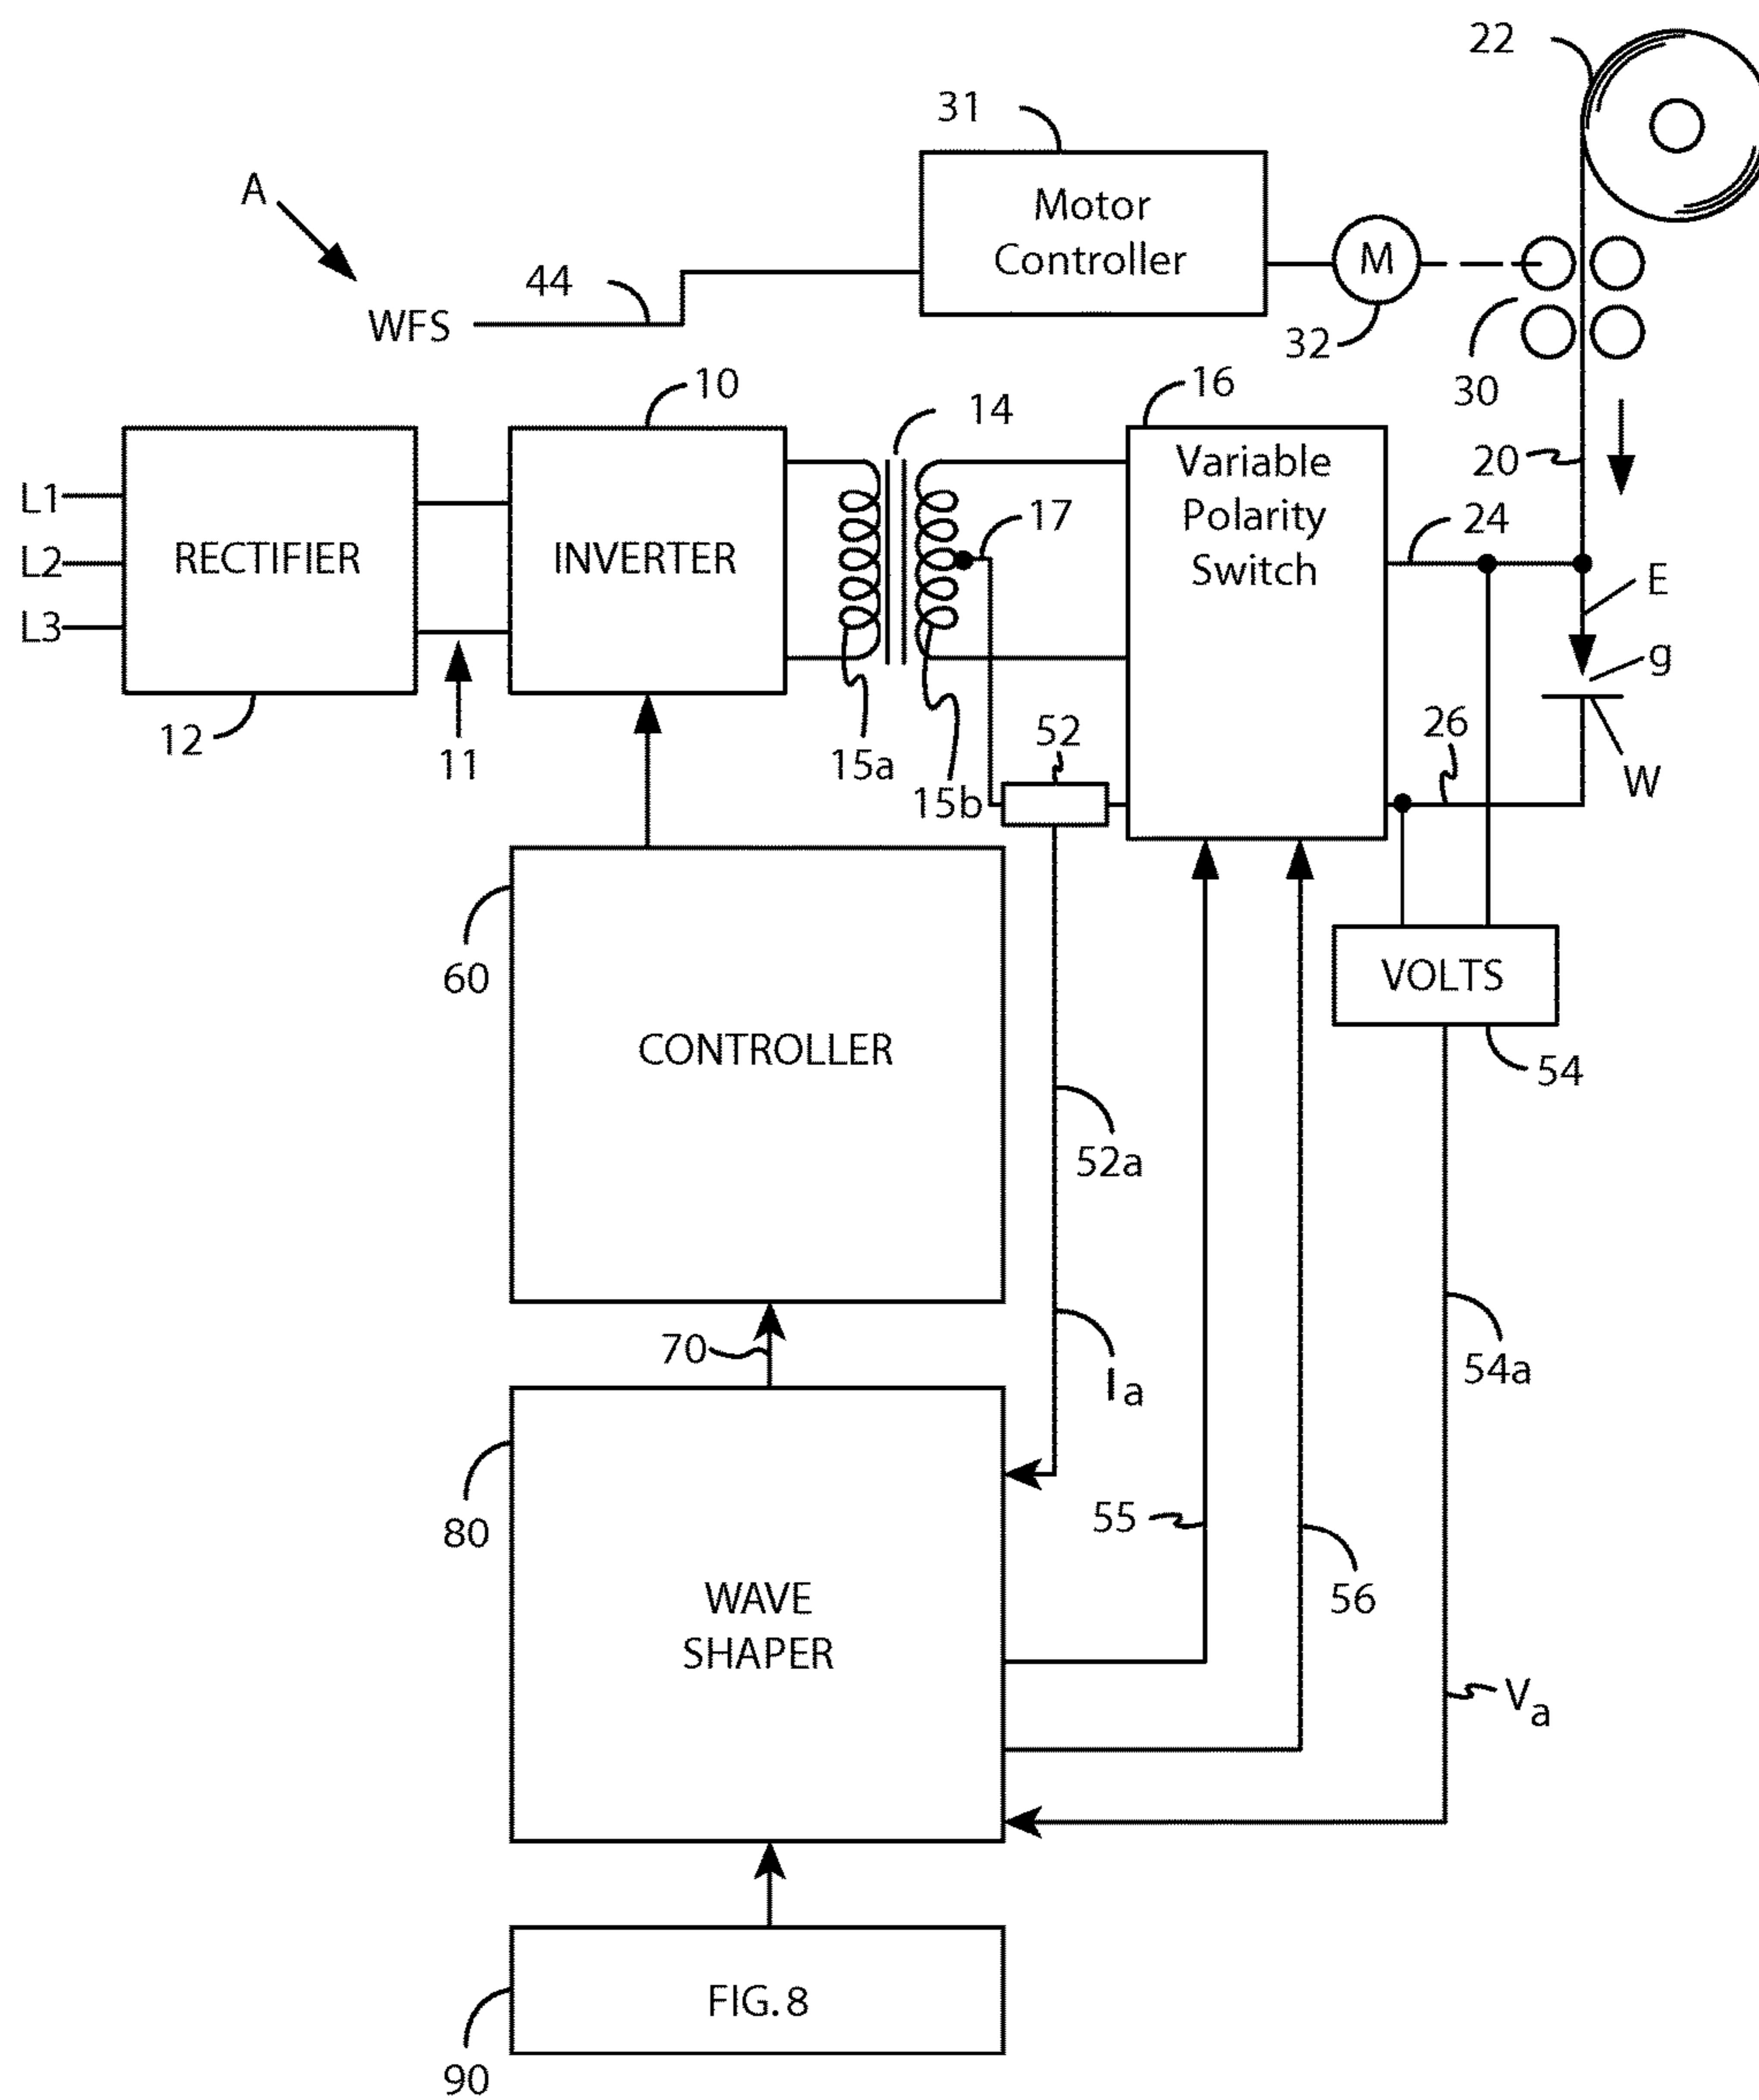 22
31
A
Motor
Controller
M
44
WFS
32
30
10
14
16
Variable
Polarity
Switch
20
17
24
L1
L2
L3
RECTIFIER
INVERTER
E
g
12
11
15a
15b
52
26
W
60
CONTROLLER
VOLTS
54
52a
70
Ia
54a
80
55
WAVE
SHAPER
56
Va
FIG. 8
90